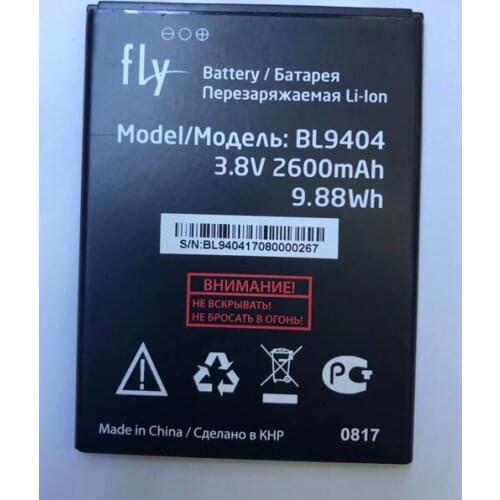 fly
Battery / Батарея
Перезаряжаемая Li-Ion
Model/Модель: BL9404
3.8V 2600mAh
9.88Wh
S/N:BL940417080000267
ВНИМАНИЕ!
НЕ ВСКРЫВАТЬ!
НЕ БРОСАТЬ В ОГОНЬ!
Made in China / Сделано в КНР
0817